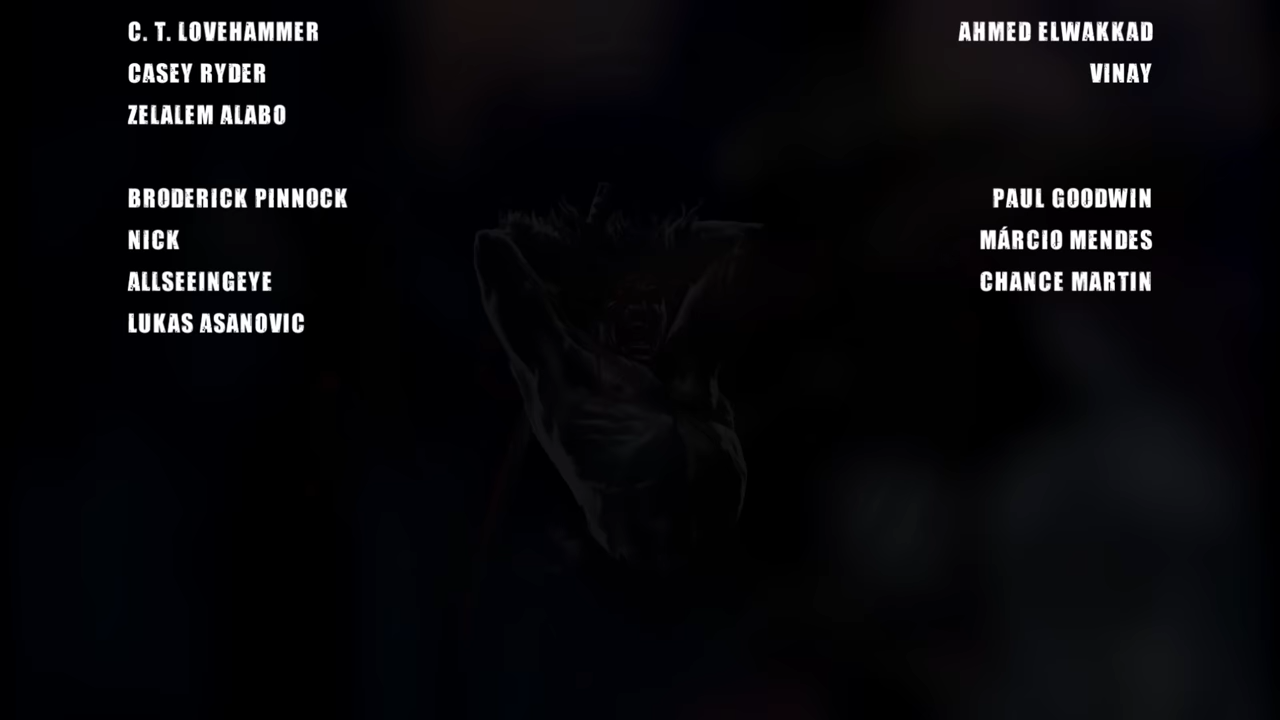 C. T. LOVEHAMMER
CASEY RYDER
ZELALEM ALABO
BRODERICK PINNOCK
NICK
ALLSEEINGEYE
LUKAS ASANOVIC
AHMED ELWAKKAD
VINAY
PAUL GOODWIN
MÁRCIO MENDES
CHANCE MARTIN